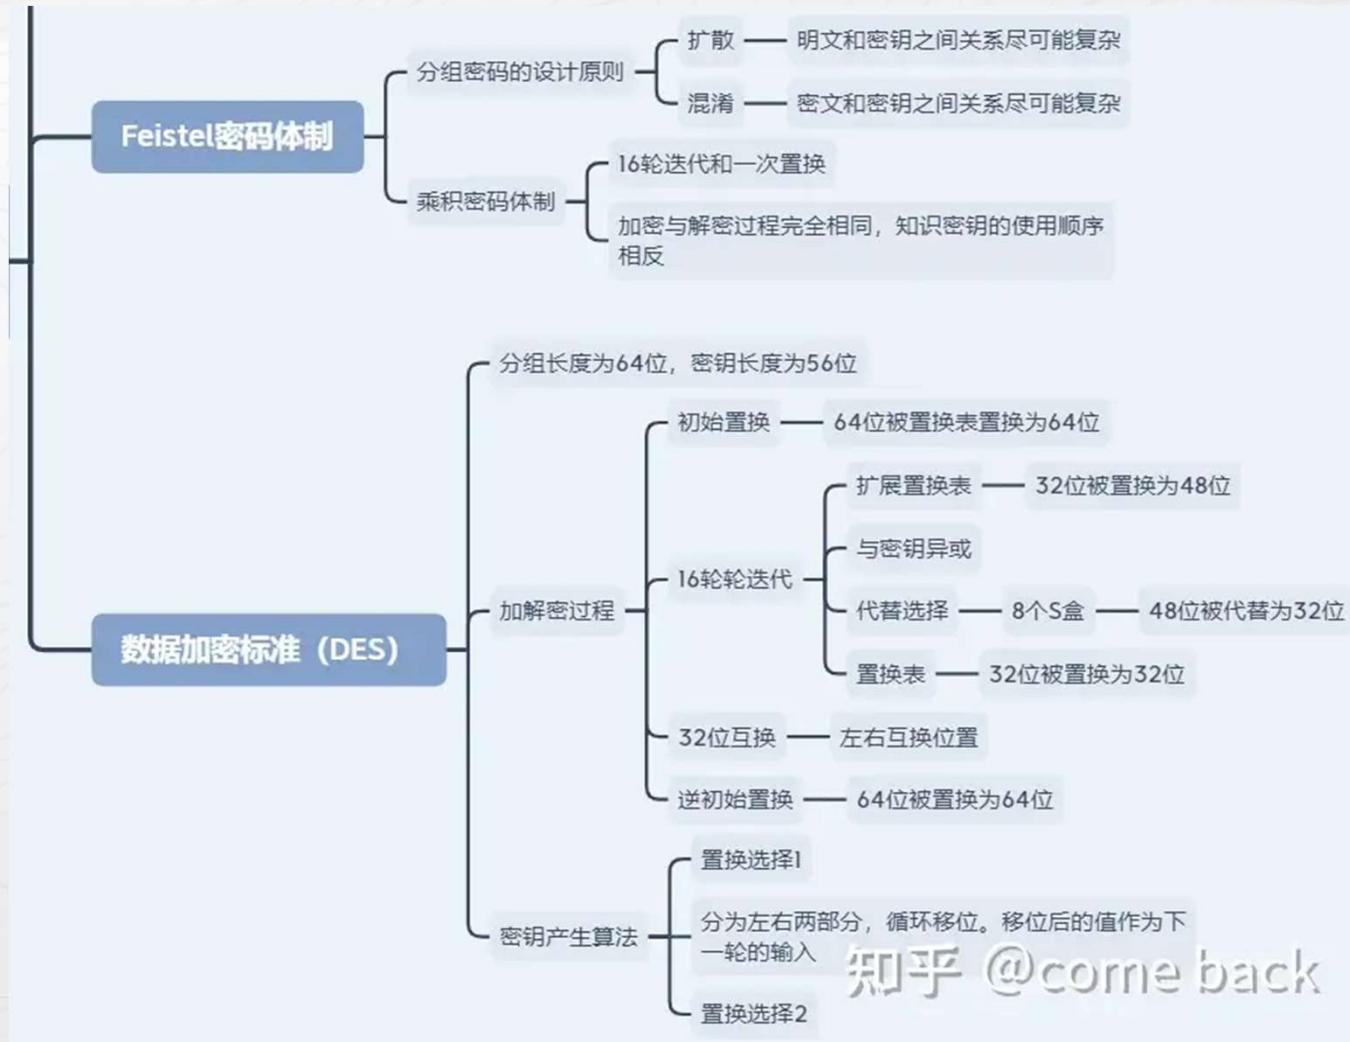 Feistel密码体制
分组密码的设计原则
扩散
明文和密钥之间关系尽可能复杂
混淆
密文和密钥之间关系尽可能复杂
乘积密码体制
16轮迭代和一次置换
加密与解密过程完全相同，知识密钥的使用顺序
相反
数据加密标准（DES）
分组长度为64位，密钥长度为56位
加解密过程
初始置换
64位被置换表置换为64位
16轮轮迭代
扩展置换表
32位被置换为48位
与密钥异或
代替选择
8个S盒
48位被代替为32位
置换表
32位被置换为32位
32位互换
左右互换位置
逆初始置换
64位被置换为64位
密钥产生算法
置换选择1
分为左右两部分，循环移位。移位后的值作为下
一轮的输入
置换选择2
知乎 @come back